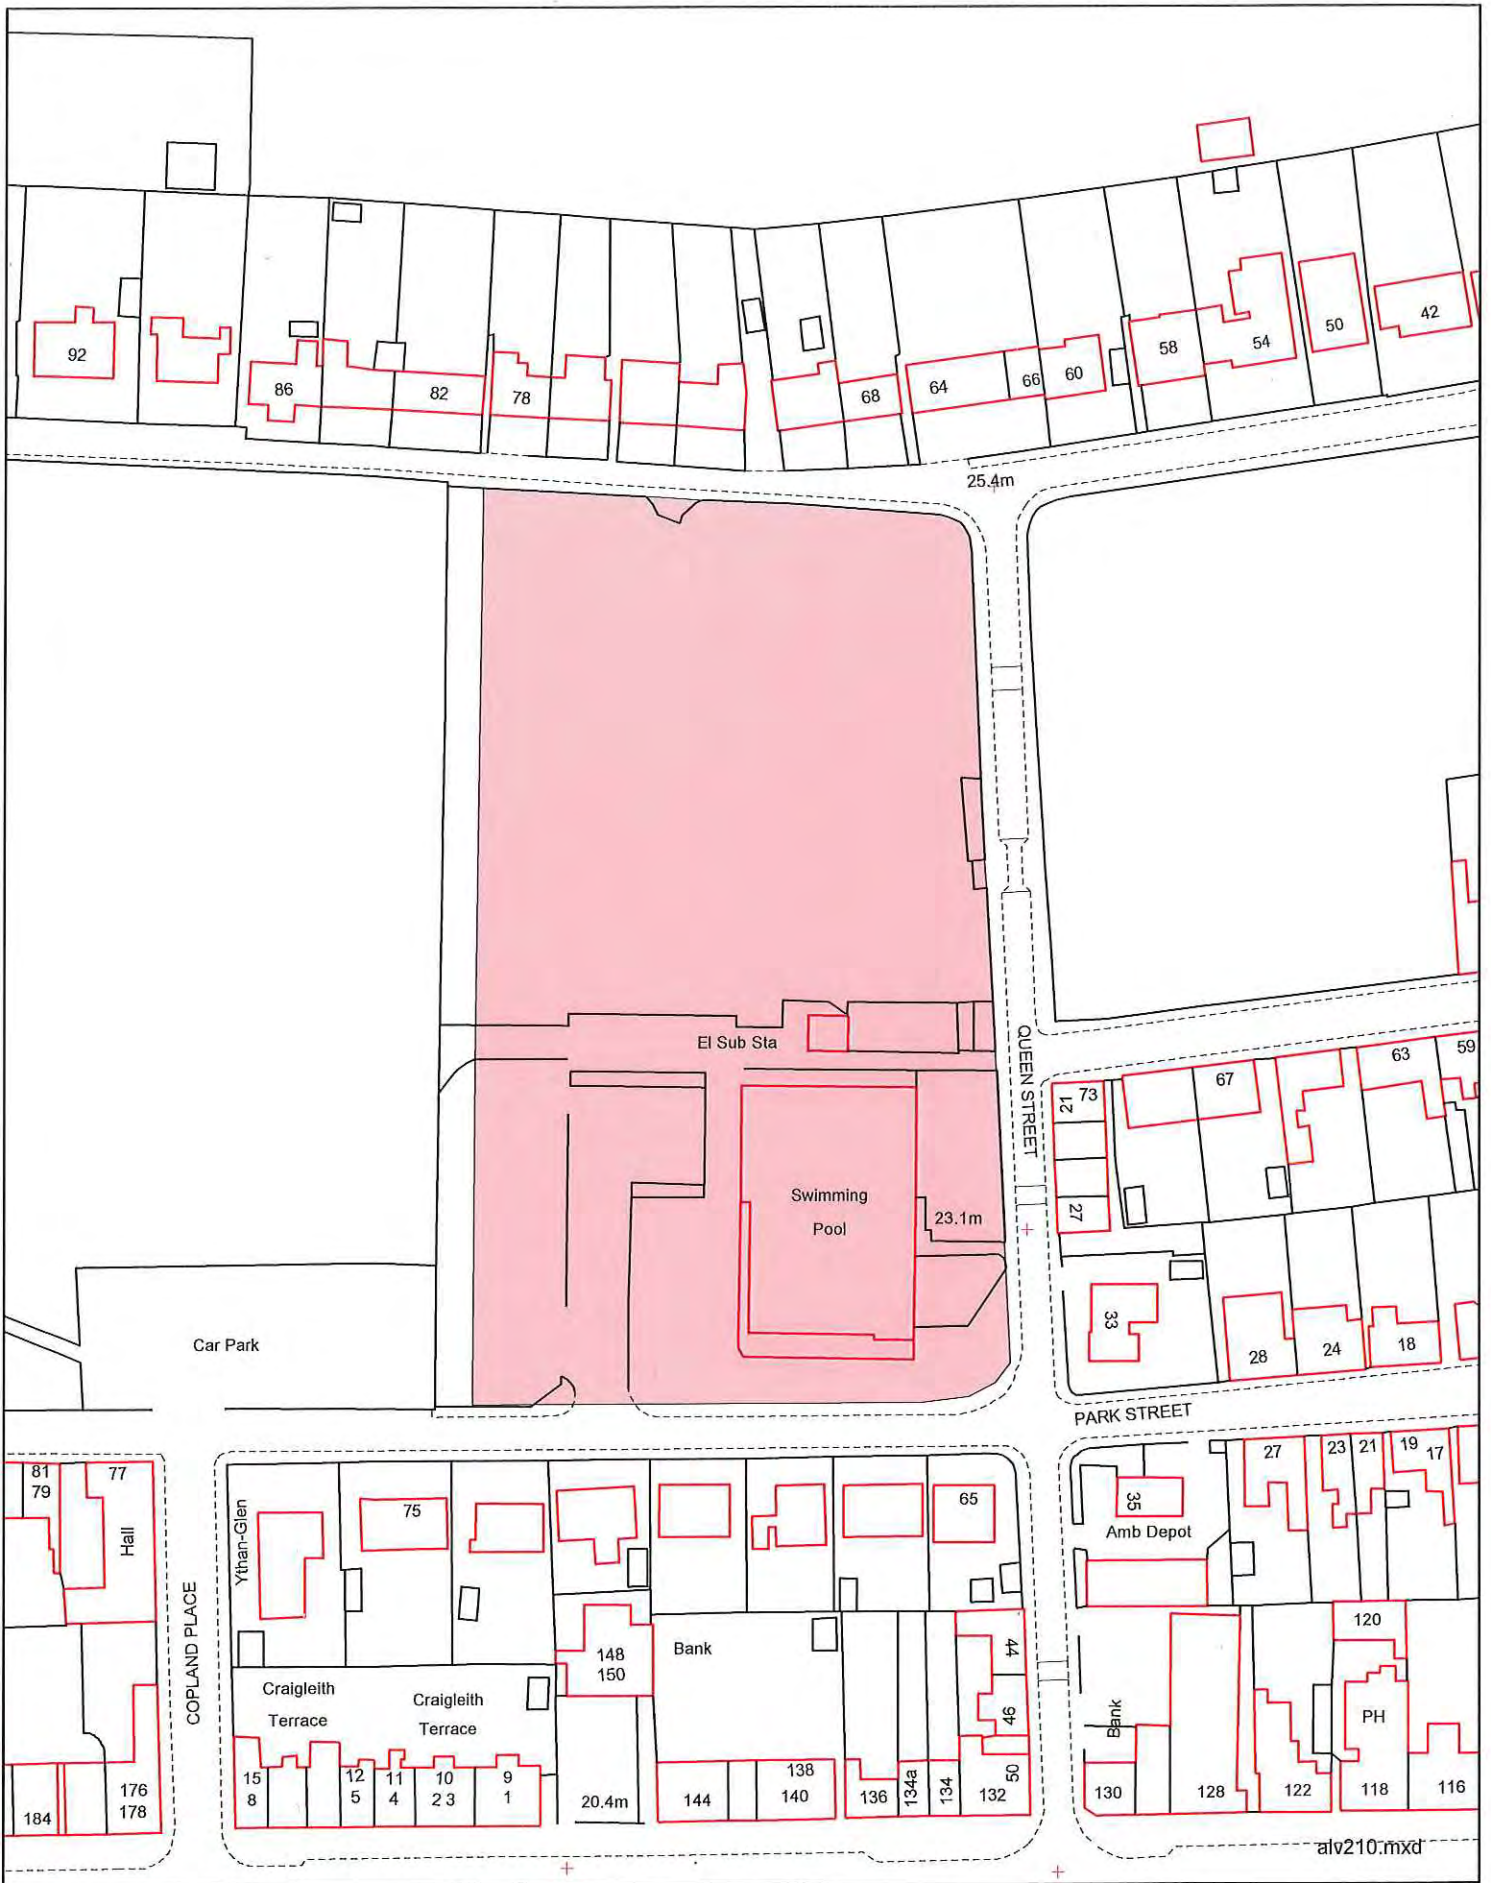 92
86
82
78
68
64
66
60
58
54
50
42
25.4m
El Sub Sta
QUEEN STREET
Swimming
Pool
23.1m
21
73
67
63
59
27
33
28
24
18
Car Park
PARK STREET
81
79
77
Hall
Ythan-Glen
75
65
35
Amb Depot
27
23
21
19
17
COPLAND PLACE
Craigleith
Terrace
Craigleith
Terrace
148
150
Bank
44
46
50
Bank
120
PH
184
176
178
15
8
12
5
11
4
10
2 3
9
1
20.4m
144
138
140
136
134a
134
132
130
128
122
118
116
alv210.mxd